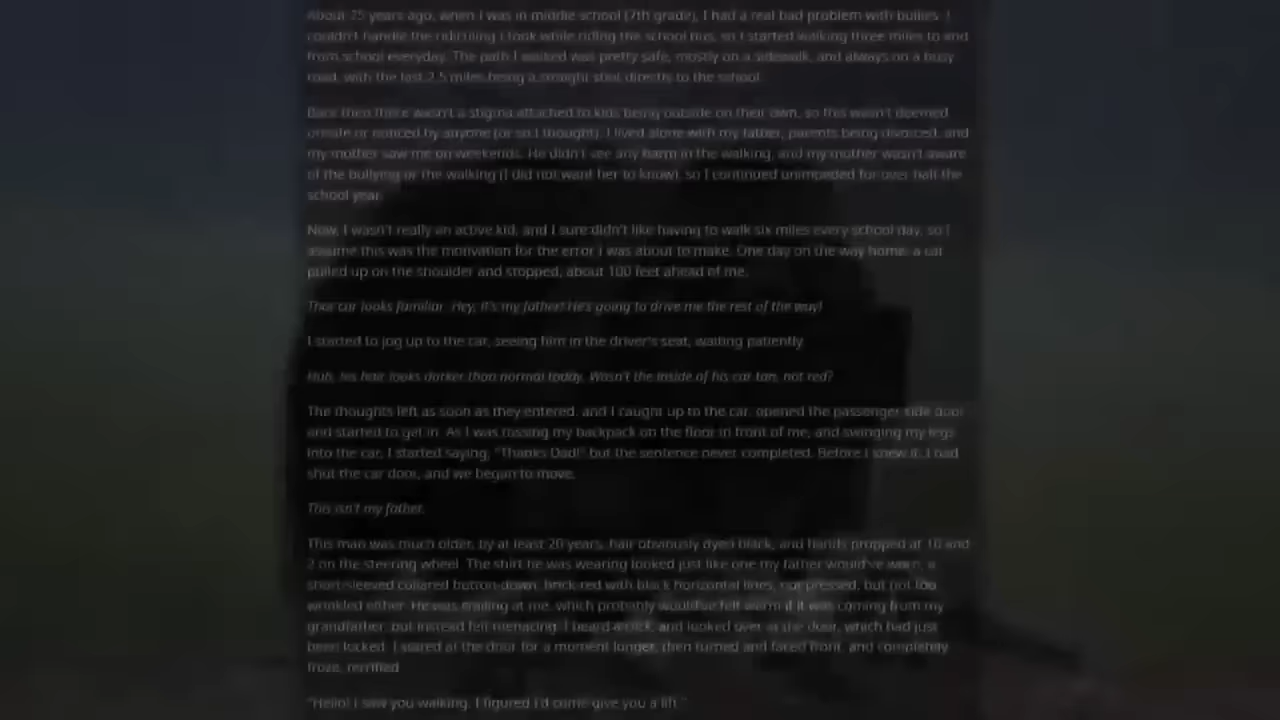 About 25 years ago, when I was in middle school (7th grade), I had a real bad problem with bullies. I
couldn't handle the ridiculing I took while riding the school bus, so I started walking three miles to and
from school everyday. The path I walked was pretty safe, mostly on a sidewalk, and always on a busy
road, with the last 2.5 miles being a straight shot directly to the school.
Back then there wasn't a stigma attached to kids being outside on their own, so this wasn't deemed
unsafe or noticed by anyone (or so I thought). I lived alone with my father, parents being divorced, and
my mother saw me on weekends. He didn't see any harm in the walking, and my mother wasn't aware
of the bullying or the walking (I did not want her to know), so I continued unimpeded for over half the
school year.
Now, I wasn't really an active kid, and I sure didn't like having to walk six miles every school day, so I
assume this was the motivation for the error I was about to make. One day on the way home, a car
pulled up on the shoulder and stopped, about 100 feet ahead of me.
That car looks familiar. Hey, it's my father! He's going to drive me the rest of the way!
I started to jog up to the car, seeing him in the driver's seat, waiting patiently.
Huh, his hair looks darker than normal today. Wasn't the inside of his car tan, not red?
The thoughts left as soon as they entered, and I caught up to the car, opened the passenger side door
and started to get in. As I was tossing my backpack on the floor in front of me, and swinging my legs
into the car, I started saying, "Thanks Dad!" but the sentence never completed. Before I knew it, I had
shut the car door, and we began to move.
This isn't my father.
This man was much older, by at least 20 years, hair obviously dyed black, and hands propped at 10 and
2 on the steering wheel. The shirt he was wearing looked just like one my father would've worn, a
short-sleeved collared button-down, brick-red with black horizontal lines, not pressed, but not too
wrinkled either. He was smiling at me, which probably would've felt warm if it was coming from my
grandfather, but instead felt menacing. I heard a click, and looked over at the door, which had just
been locked. I stared at the door for a moment longer, then turned and faced front, and completely
froze, terrified.
"Hello! I saw you walking. I figured I'd come give you a lift."